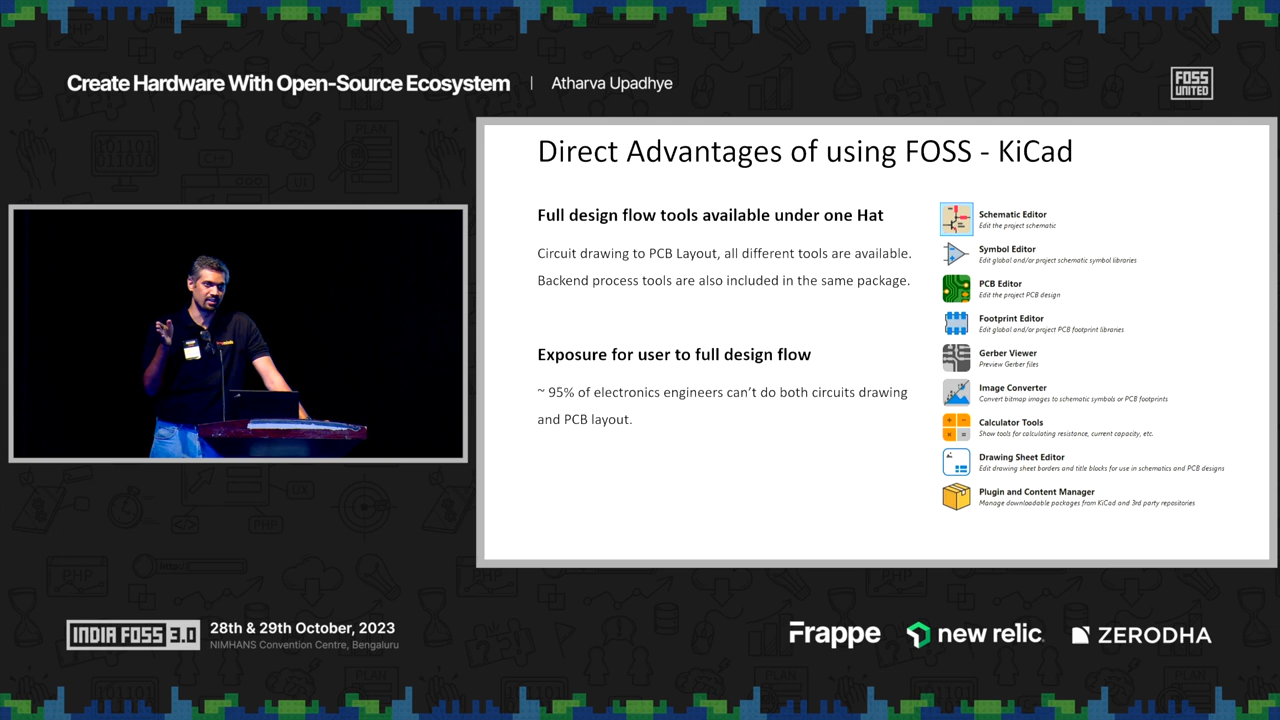 Create Hardware With Open-Source Ecosystem | Atharva Upadhye
FOSS
UNITED
Direct Advantages of using FOSS - KiCad
Full design flow tools available under one Hat
Circuit drawing to PCB Layout, all different tools are available.
Backend process tools are also included in the same package.
Exposure for user to full design flow
~ 95% of electronics engineers can't do both circuits drawing
and PCB layout.
Schematic Editor
Edit the project schematic
Symbol Editor
Edit global and/or project schematic symbol libraries
PCB Editor
Edit the project PCB design
Footprint Editor
Edit global and/or project PCB footprint libraries
Gerber Viewer
Preview Gerber files
Image Converter
Convert bitmap images to schematic symbols or PCB footprints
Calculator Tools
Show tools for calculating resistance, current capacity, etc.
Drawing Sheet Editor
Edit drawing sheet borders and title blocks for use in schematics and PCB designs
Plugin and Content Manager
Manage downloadable packages from KiCad and 3rd party repositories
INDIA FOSS 3.0
28th & 29th October, 2023
NIMHANS Convention Centre, Bengaluru
Frappe
new relic
ZERODHA